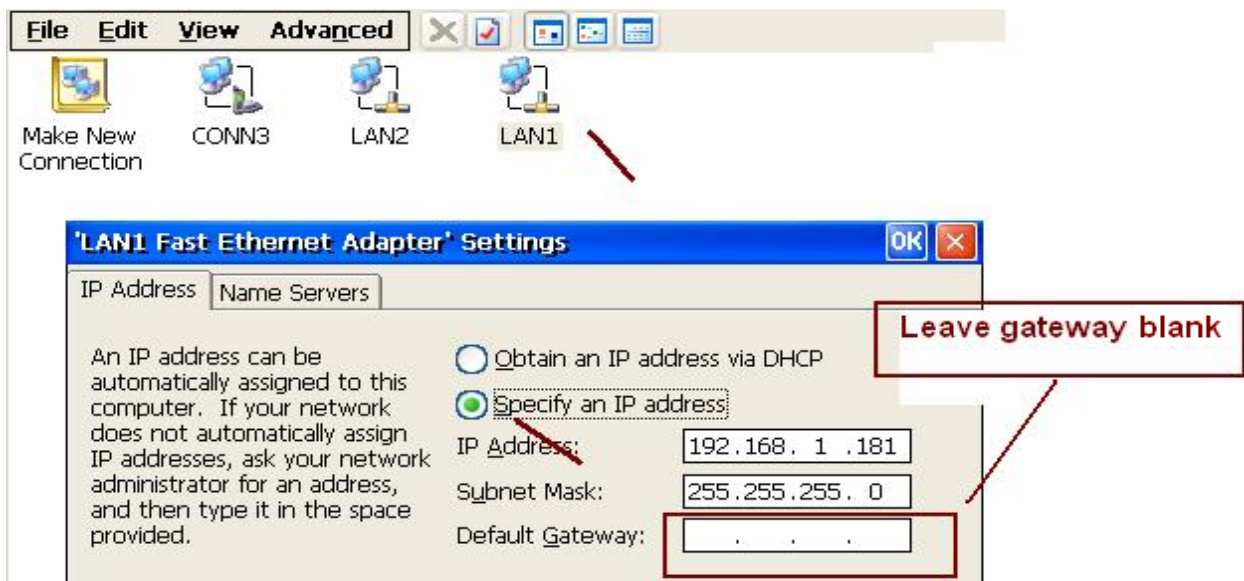 File Edit View Advanced
Make New Connection
CONN3
LAN2
LAN1
'LAN1 Fast Ethernet Adapter' Settings
OK
IP Address
Name Servers
Leave gateway blank
An IP address can be
automatically assigned to this
computer. If your network
does not automatically assign
IP addresses, ask your network
administrator for an address,
and then type it in the space
provided.
Obtain an IP address via DHCP
Specify an IP address
IP Address: 192.168. 1 .181
Subnet Mask: 255.255.255. 0
Default Gateway: . . .